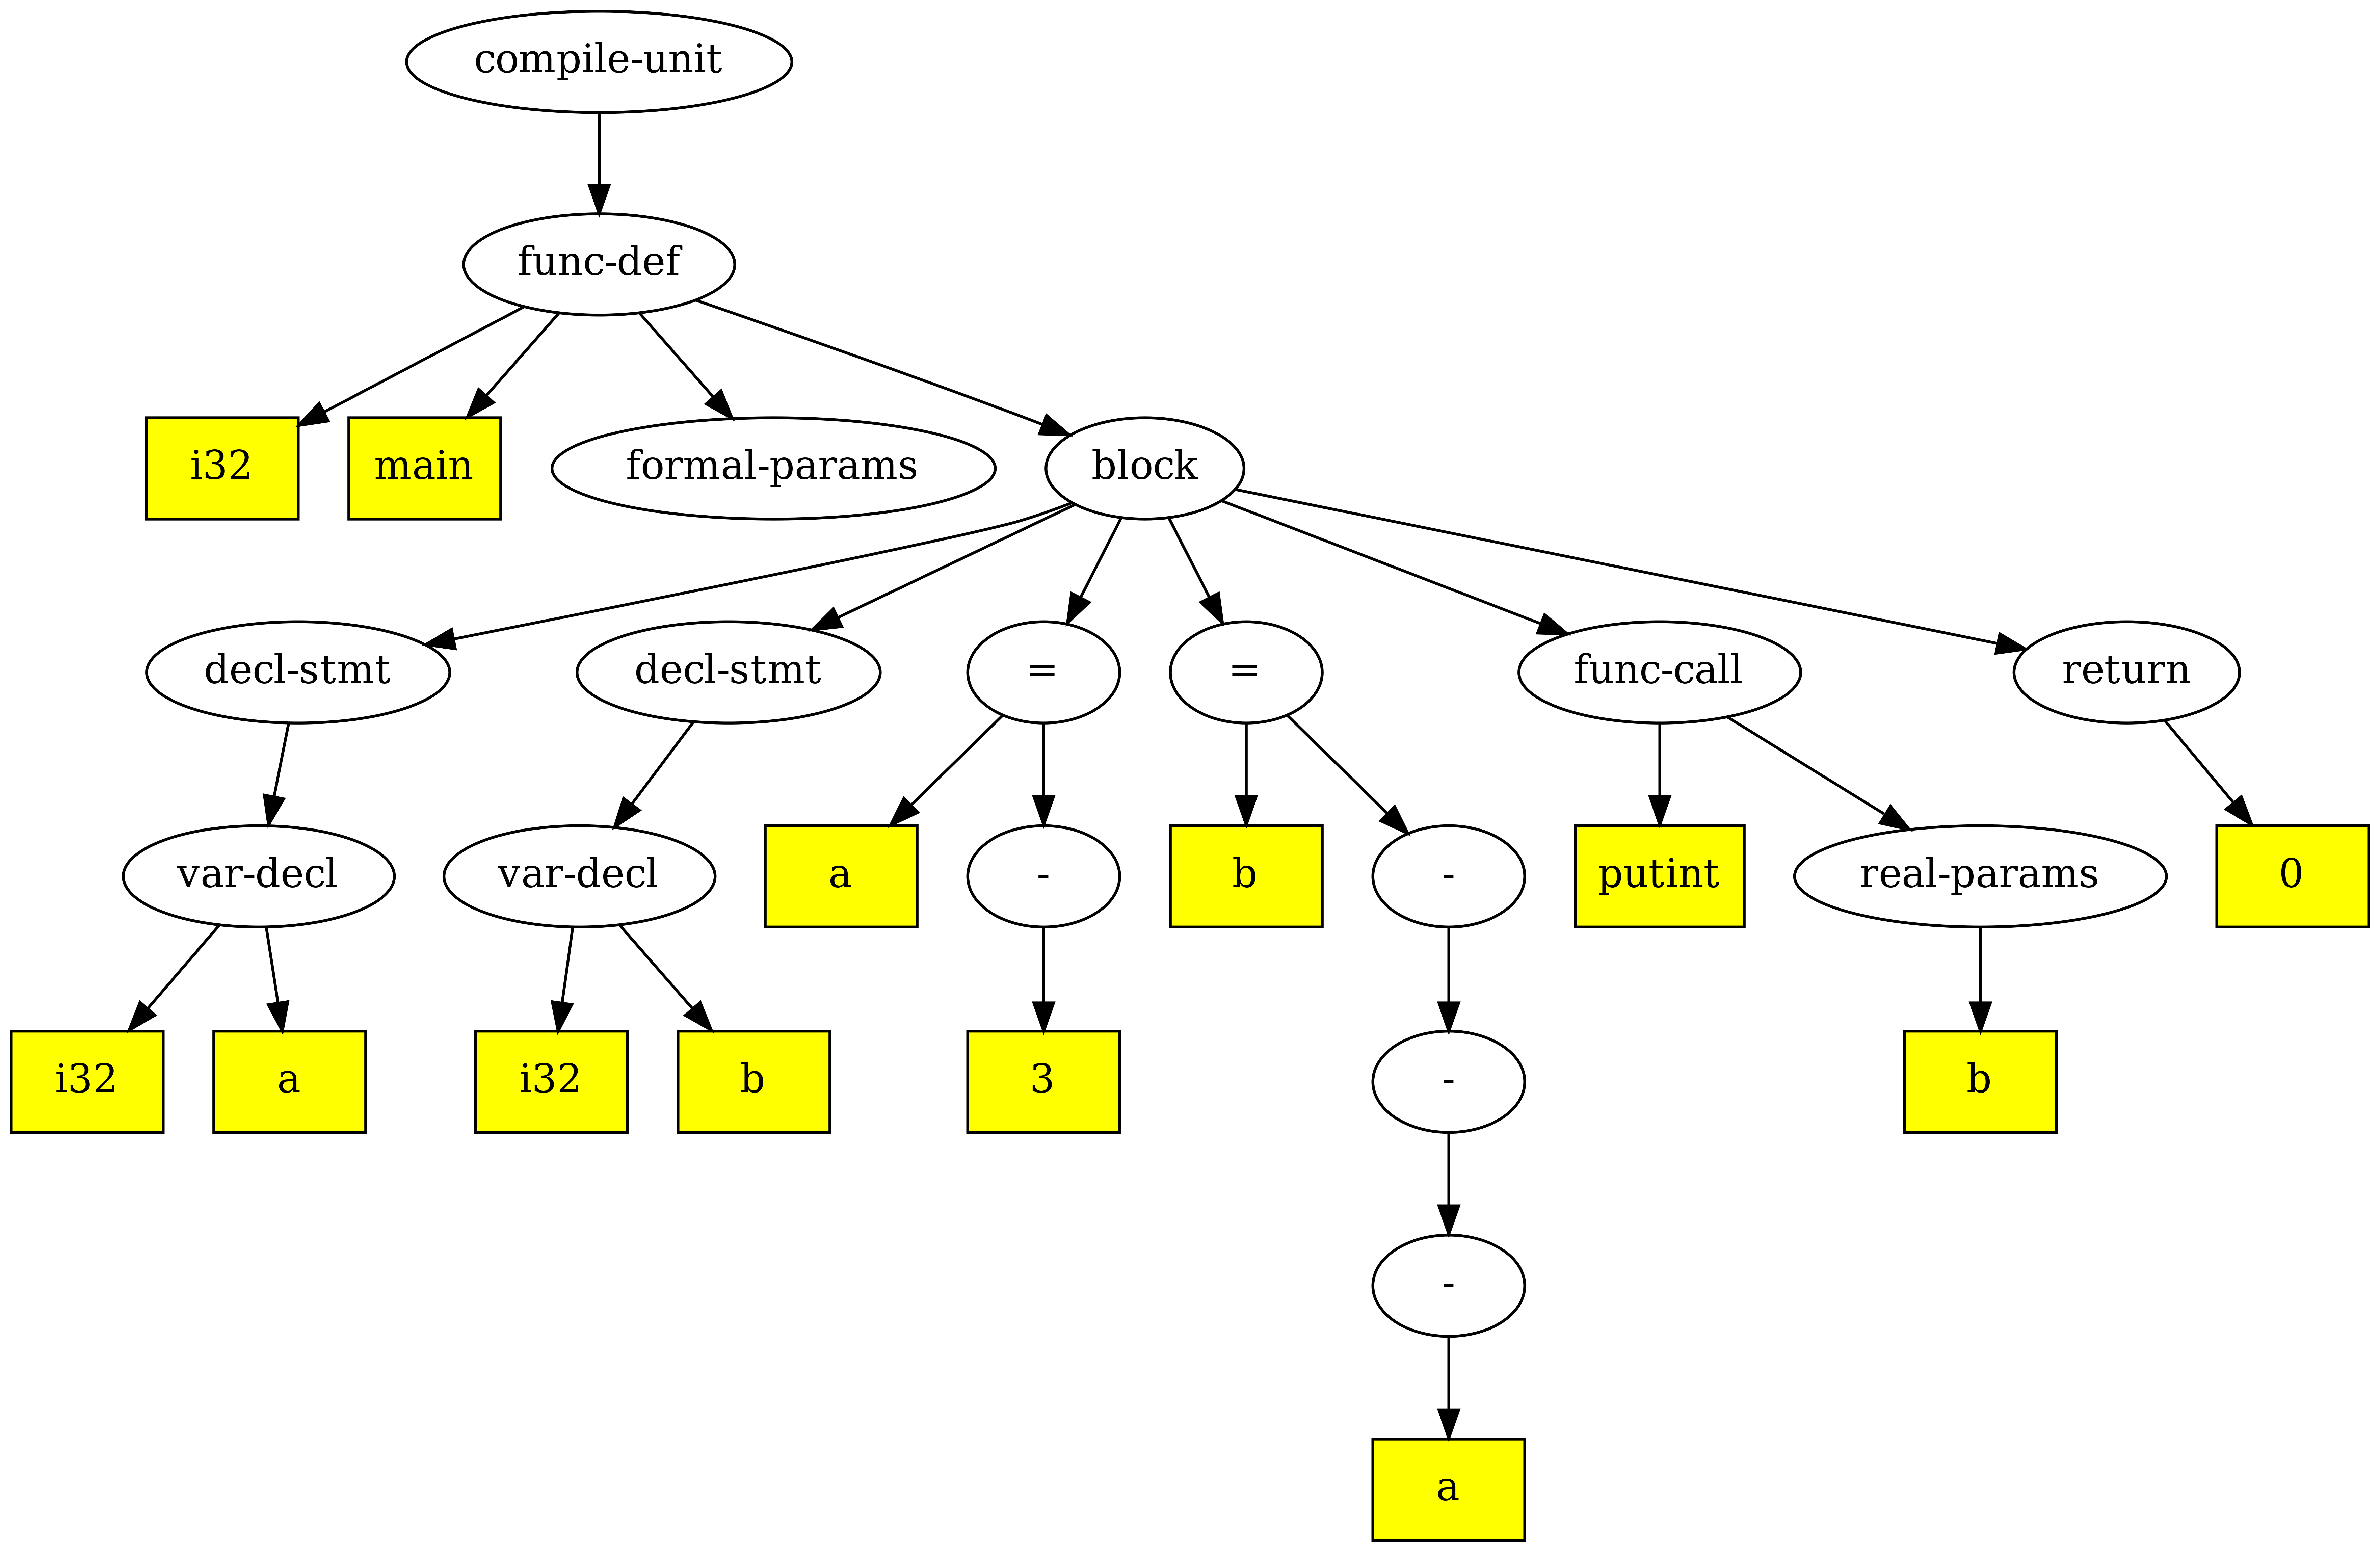 compile-unit
func-def
i32 main formal-params block
decl-stmt decl-stmt = = func-call return
var-decl var-decl a - b - putint real-params 0
i32 a i32 b 3 - b
-
a